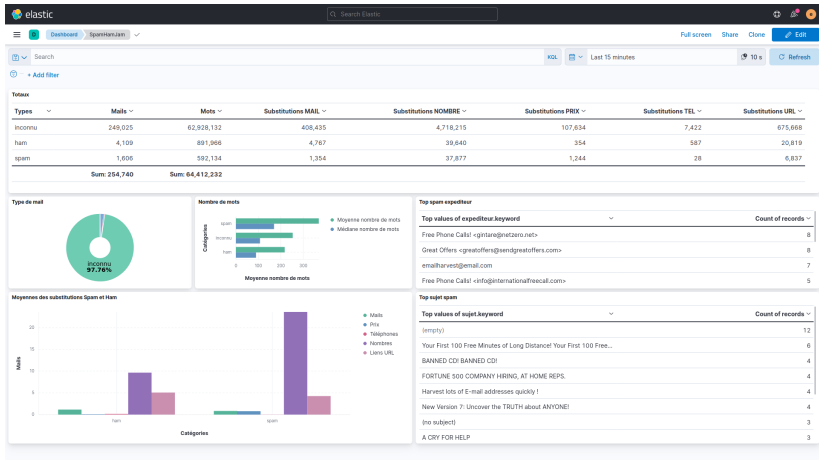 elastic
Search Elastic
D Dashboard SpamHamJam Full screen Share Clone Edit
Search KQL Last 15 minutes 10 s Refresh
+ Add filter
Totaux
Types Mails Mots Substitutions MAIL Substitutions NOMBRE Substitutions PRIX Substitutions TEL Substitutions URL
inconnu 249,025 62,928,132 408,435 4,718,215 107,634 7,422 675,668
ham 4,109 891,966 4,767 39,640 354 587 20,819
spam 1,606 592,134 1,354 37,877 1,244 28 6,837
Sum: 254,740 Sum: 64,412,232
Type de mail
inconnu
97.76%
Nombre de mots
Catégories
spam
inconnu
ham
0 100 200 300
Moyenne nombre de mots
Moyenne nombre de mots
Médiane nombre de mots
Top spam expediteur
Top values of expediteur.keyword Count of records
Free Phone Calls! <gintare@netzero.net> 8
Great Offers <greatoffers@sendgreatoffers.com> 8
emailharvest@email.com 7
Free Phone Calls! <info@internationalfreecall.com> 5
Moyennes des substitutions Spam et Ham
Mails
20
15
10
5
0
ham spam
Catégories
Mails
Prix
Téléphones
Nombres
Liens URL
Top sujet spam
Top values of sujet.keyword Count of records
(empty) 12
Your First 100 Free Minutes of Long Distance! Your First 100 Free... 6
BANNED CD! BANNED CD! 4
FORTUNE 500 COMPANY HIRING, AT HOME REPS. 4
Harvest lots of E-mail addresses quickly ! 4
New Version 7: Uncover the TRUTH about ANYONE! 4
(no subject) 3
A CRY FOR HELP 3